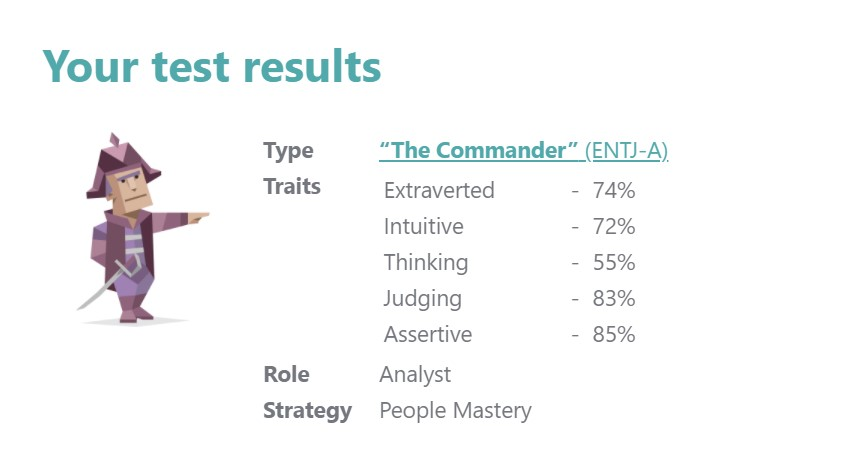 Your test results
Type “The Commander” (ENTJ-A)
Traits Extraverted - 74%
Intuitive - 72%
Thinking - 55%
Judging - 83%
Assertive - 85%
Role Analyst
Strategy People Mastery